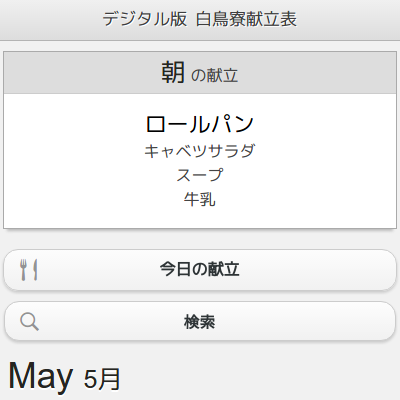 デジタル版 白鳥寮献立表
朝 の献立
ロールパン
キャベツサラダ
スープ
牛乳
今日の献立
検索
May 5月